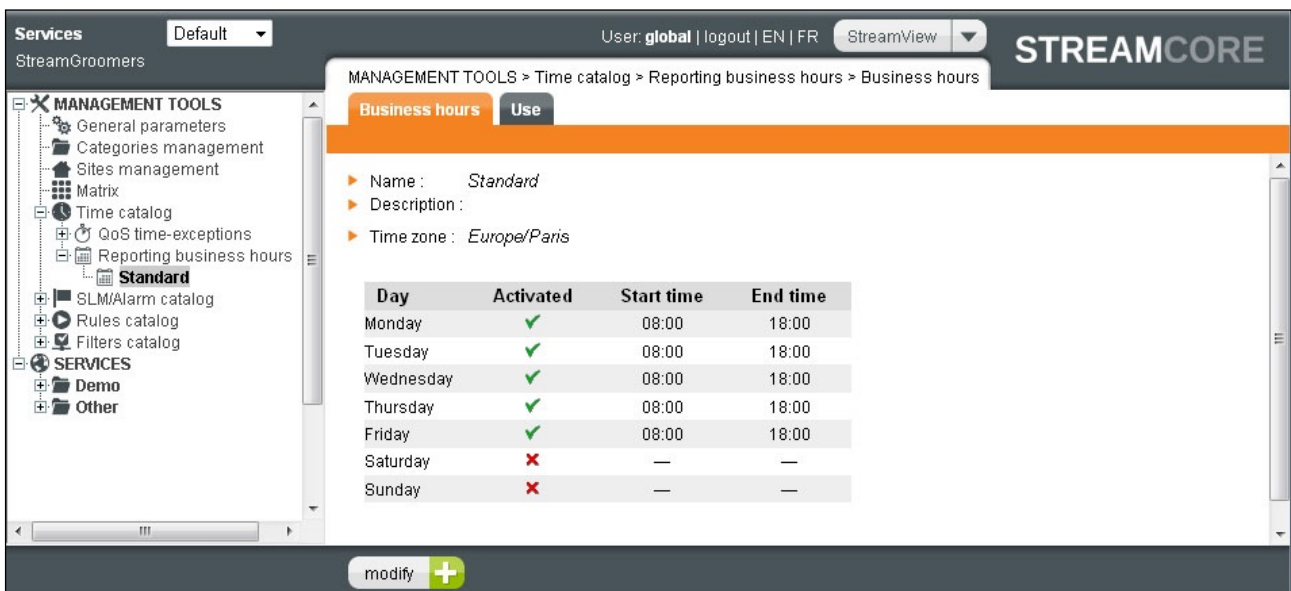 Services Default
User: global | logout | EN | FR StreamView
STREAMCORE
StreamGroomers
MANAGEMENT TOOLS > Time catalog > Reporting business hours > Business hours
MANAGEMENT TOOLS
General parameters
Categories management
Sites management
Matrix
Time catalog
QoS time-exceptions
Reporting business hours
Standard
SLM/Alarm catalog
Rules catalog
Filters catalog
SERVICES
Demo
Other
Business hours Use
Name : Standard
Description :
Time zone : Europe/Paris
Day Activated Start time End time
Monday 08:00 18:00
Tuesday 08:00 18:00
Wednesday 08:00 18:00
Thursday 08:00 18:00
Friday 08:00 18:00
Saturday — —
Sunday — —
modify